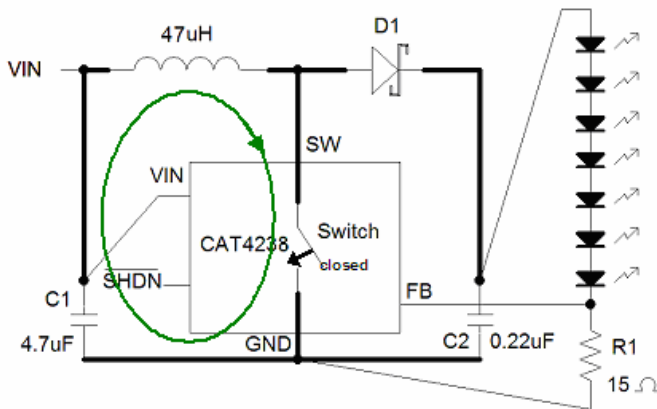 47uH
D1
VIN
SW
VIN
CAT4238
Switch
closed
SHDN
FB
C1
4.7uF
GND
C2
0.22uF
R1
15 Ω